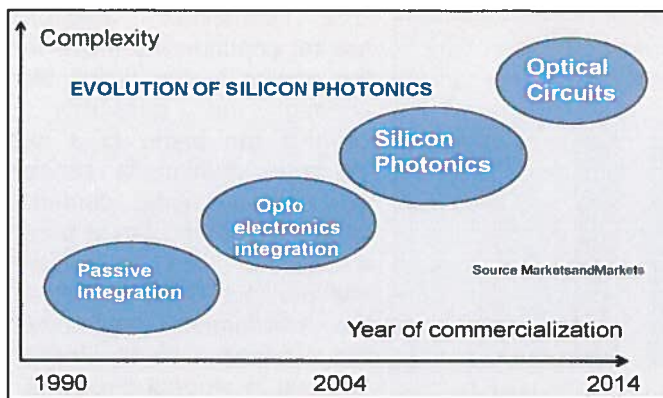 Complexity
EVOLUTION OF SILICON PHOTONICS
Optical
Circuits
Silicon
Photonics
Opto
electronics
integration
Passive
Integration
Source MarketsandMarkets
Year of commercialization
1990
2004
2014